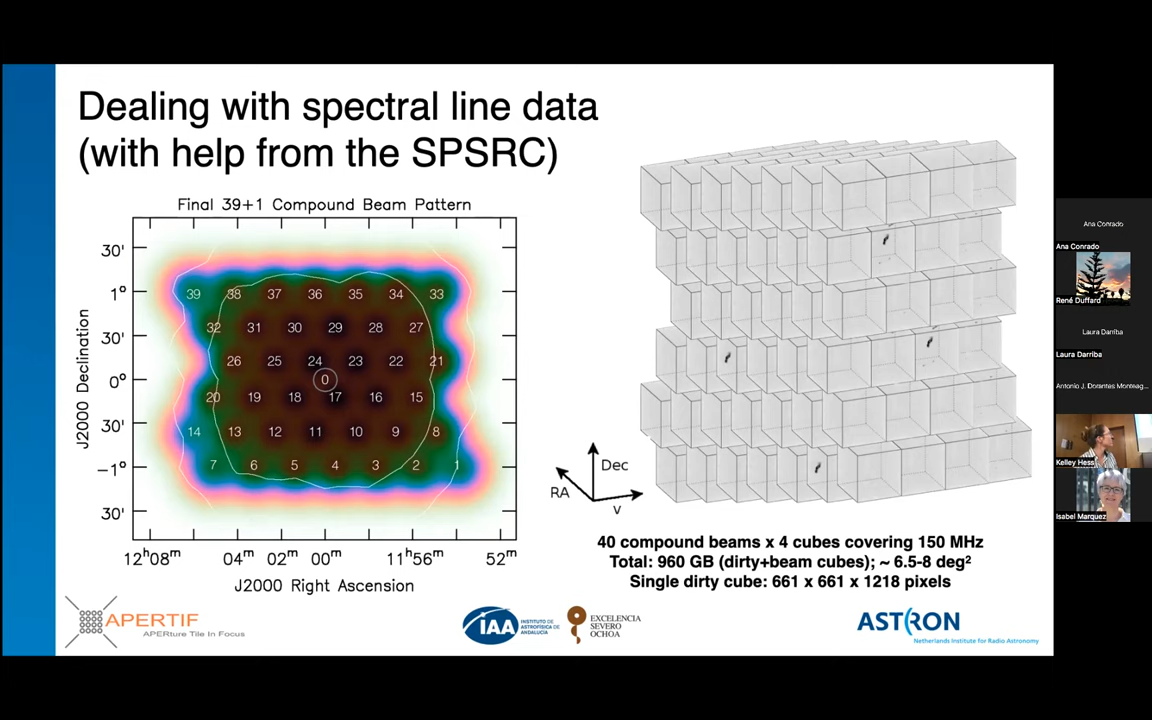 Dealing with spectral line data
(with help from the SPSRC)
Final 39+1 Compound Beam Pattern
J2000 Declination
30'
1°
30'
0°
30'
−1°
30'
39 38 37 36 35 34 33
32 31 30 29 28 27
26 25 24 23 22 21
0
20 19 18 17 16 15
14 13 12 11 10 9 8
7 6 5 4 3 2 1
12h08m 04m 02m 00m 11h56m 52m
J2000 Right Ascension
Dec
RA
v
40 compound beams x 4 cubes covering 150 MHz
Total: 960 GB (dirty+beam cubes); ~ 6.5-8 deg²
Single dirty cube: 661 x 661 x 1218 pixels
APERTIF
APERture Tile In Focus
IAA
INSTITUTO DE
ASTROFÍSICA DE
ANDALUCÍA
EXCELENCIA
SEVERO
OCHOA
ASTRON
Netherlands Institute for Radio Astronomy
Ana Conrado
Ana Conrado
René Duffard
Laura Darriba
Laura Darriba
Antonio J. Dorantes Monteag...
Kelley Hess
Isabel Marquez